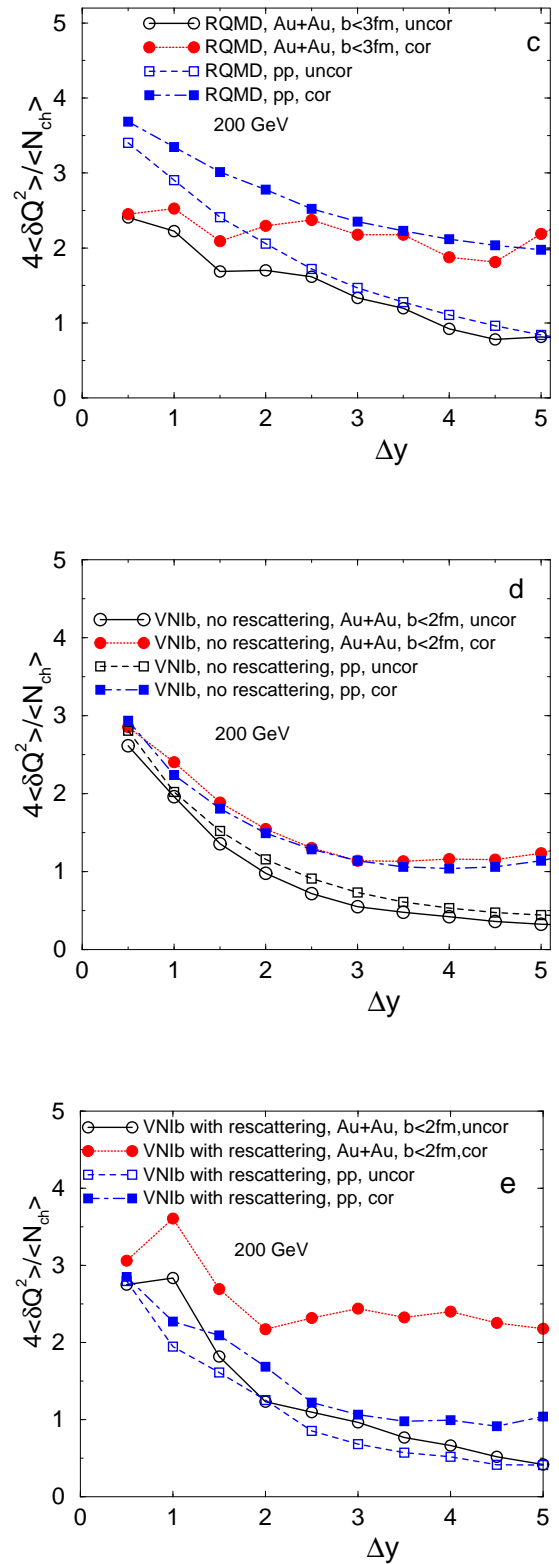 RQMD, Au+Au, b<3fm, uncor
RQMD, Au+Au, b<3fm, cor
RQMD, pp, uncor
RQMD, pp, cor
c
200 GeV
4<δQ²>/<N_ch>
5
4
3
2
1
0
0 1 2 3 4 5
Δy
d
VNIb, no rescattering, Au+Au, b<2fm, uncor
VNIb, no rescattering, Au+Au, b<2fm, cor
VNIb, no rescattering, pp, uncor
VNIb, no rescattering, pp, cor
200 GeV
4<δQ²>/<N_ch>
5
4
3
2
1
0
0 1 2 3 4 5
Δy
VNIb with rescattering, Au+Au, b<2fm,uncor
VNIb with rescattering, Au+Au, b<2fm,cor
VNIb with rescattering, pp, uncor
VNIb with rescattering, pp, cor
e
200 GeV
4<δQ²>/<N_ch>
5
4
3
2
1
0
0 1 2 3 4 5
Δy